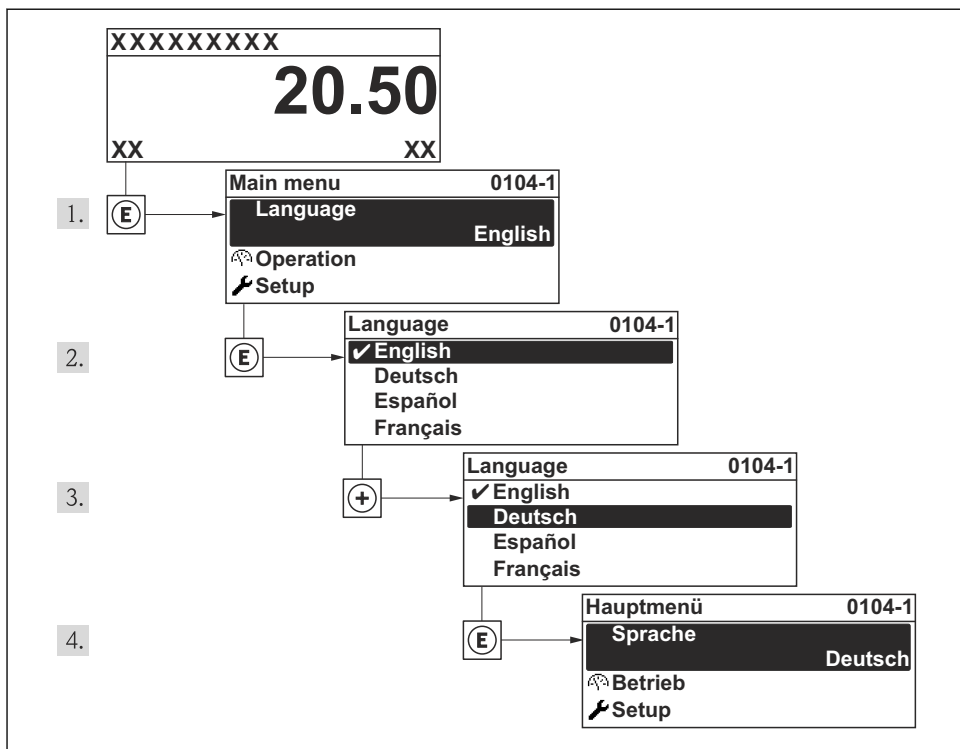 XXXXXXXXX
20.50
XX XX
1. E
Main menu 0104-1
Language
English
Operation
Setup
2. E
Language 0104-1
✔English
Deutsch
Español
Français
3. +
Language 0104-1
✔English
Deutsch
Español
Français
4. E
Hauptmenü 0104-1
Sprache
Deutsch
Betrieb
Setup